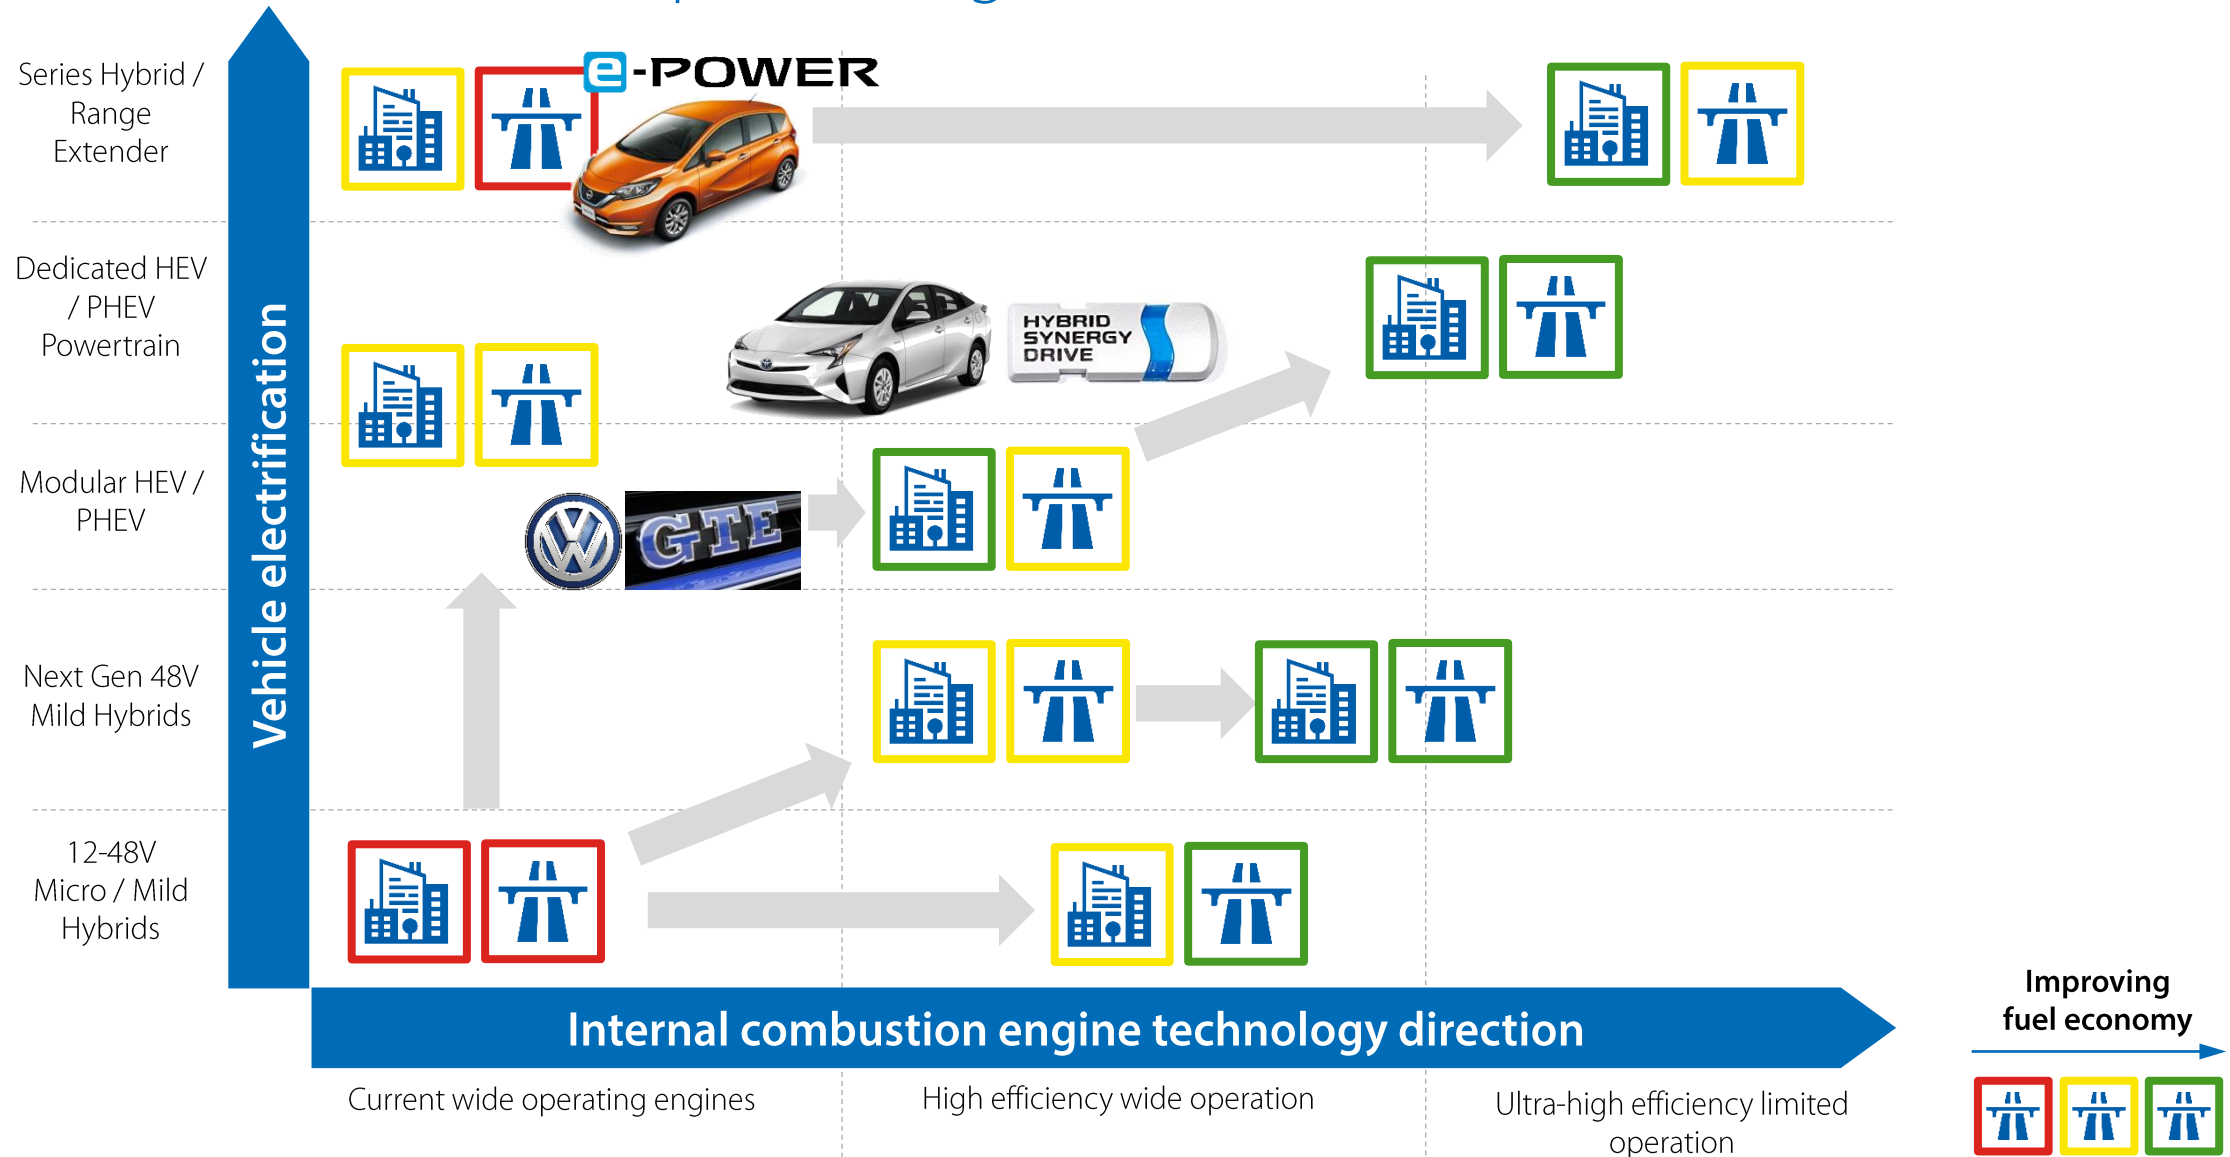 Series Hybrid /
Range
Extender
e-POWER
Dedicated HEV
/ PHEV
Powertrain
HYBRID
SYNERGY
DRIVE
Modular HEV /
PHEV
VW
GTE
Next Gen 48V
Mild Hybrids
12-48V
Micro / Mild
Hybrids
Vehicle electrification
Internal combustion engine technology direction
Current wide operating engines
High efficiency wide operation
Ultra-high efficiency limited
operation
Improving
fuel economy